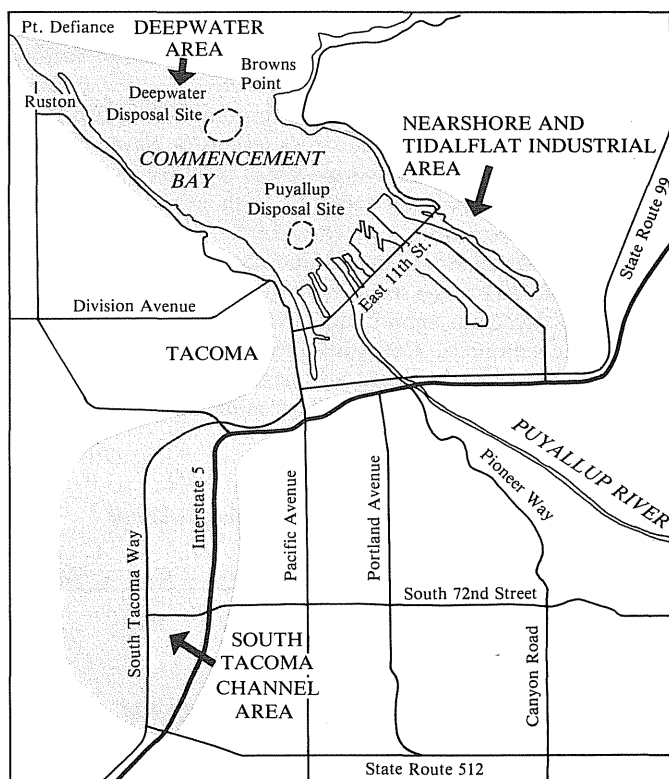 Pt. Defiance
DEEPWATER
AREA
Browns
Point
Ruston
Deepwater
Disposal Site
COMMENCEMENT
BAY
NEARSHORE AND
TIDALFLAT INDUSTRIAL
AREA
Puyallup
Disposal Site
State Route 99
East 11th St.
Division Avenue
TACOMA
PUYALLUP RIVER
Pioneer Way
South Tacoma Way
Interstate 5
Pacific Avenue
Portland Avenue
South 72nd Street
SOUTH
TACOMA
CHANNEL
AREA
Canyon Road
State Route 512